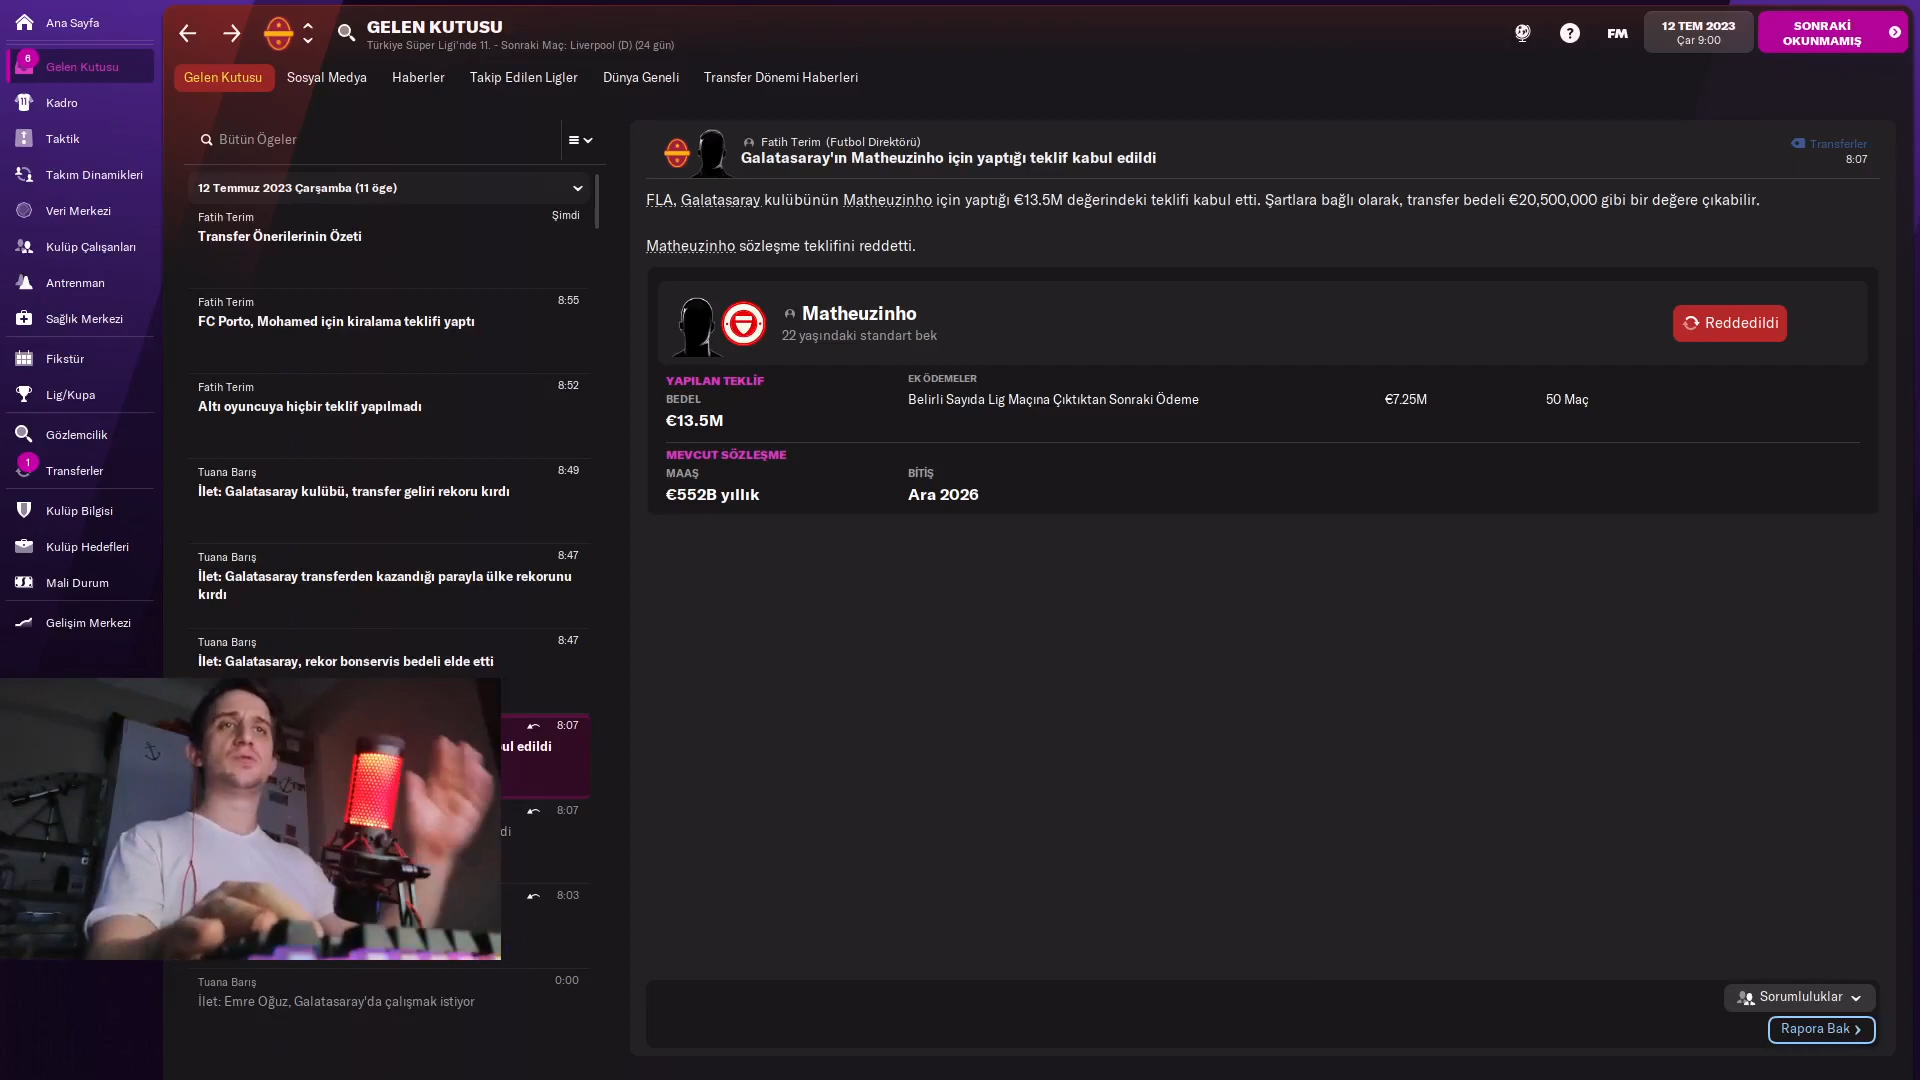 Ana Sayfa
6
Gelen Kutusu
Kadro
Taktik
Takım Dinamikleri
Veri Merkezi
Kulüp Çalışanları
Antrenman
Sağlık Merkezi
Fikstür
Lig/Kupa
Gözlemcilik
1
Transferler
Kulüp Bilgisi
Kulüp Hedefleri
Mali Durum
Gelişim Merkezi
GELEN KUTUSU
Türkiye Süper Ligi'nde 11. - Sonraki Maç: Liverpool (D) (24 gün)
FM
12 TEM 2023
Çar 9:00
SONRAKİ
OKUNMAMIŞ
Gelen Kutusu
Sosyal Medya
Haberler
Takip Edilen Ligler
Dünya Geneli
Transfer Dönemi Haberleri
Bütün Ögeler
12 Temmuz 2023 Çarşamba (11 öge)
Fatih Terim
Şimdi
Transfer Önerilerinin Özeti
Fatih Terim
8:55
FC Porto, Mohamed için kiralama teklifi yaptı
Fatih Terim
8:52
Altı oyuncuya hiçbir teklif yapılmadı
Tuana Barış
8:49
İlet: Galatasaray kulübü, transfer geliri rekoru kırdı
Tuana Barış
8:47
İlet: Galatasaray transferden kazandığı parayla ülke rekorunu
kırdı
Tuana Barış
8:47
İlet: Galatasaray, rekor bonservis bedeli elde etti
8:07
ul edildi
8:07
di
8:03
Tuana Barış
0:00
İlet: Emre Oğuz, Galatasaray'da çalışmak istiyor
Fatih Terim (Futbol Direktörü)
Galatasaray'ın Matheuzinho için yaptığı teklif kabul edildi
Transferler
8:07
FLA, Galatasaray kulübünün Matheuzinho için yaptığı €13.5M değerindeki teklifi kabul etti. Şartlara bağlı olarak, transfer bedeli €20,500,000 gibi bir değere çıkabilir.
Matheuzinho sözleşme teklifini reddetti.
Matheuzinho
22 yaşındaki standart bek
Reddedildi
YAPILAN TEKLİF
BEDEL
€13.5M
EK ÖDEMELER
Belirli Sayıda Lig Maçına Çıktıktan Sonraki Ödeme
€7.25M
50 Maç
MEVCUT SÖZLEŞME
MAAŞ
€552B yıllık
BİTİŞ
Ara 2026
Sorumluluklar
Rapora Bak